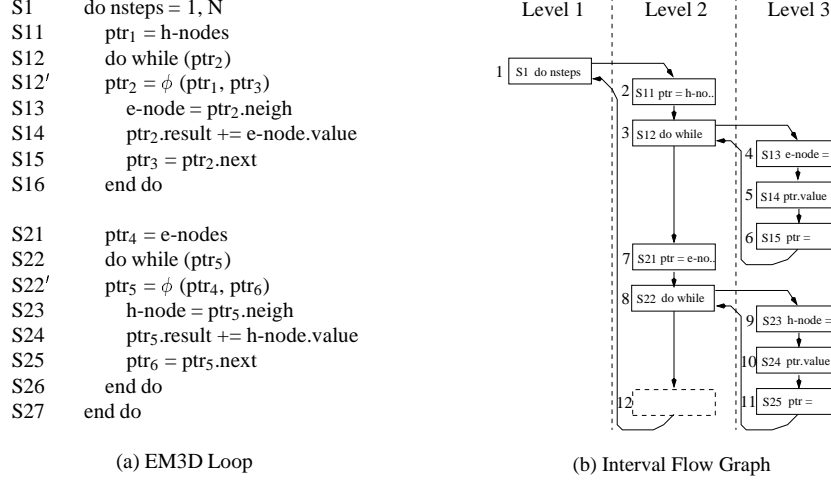 S1 do nsteps = 1, N
S11 ptr₁ = h-nodes
S12 do while (ptr₂)
S12′ ptr₂ = ϕ (ptr₁, ptr₃)
S13 e-node = ptr₂.neigh
S14 ptr₂.result += e-node.value
S15 ptr₃ = ptr₂.next
S16 end do
S21 ptr₄ = e-nodes
S22 do while (ptr₅)
S22′ ptr₅ = ϕ (ptr₄, ptr₆)
S23 h-node = ptr₅.neigh
S24 ptr₅.result += h-node.value
S25 ptr₆ = ptr₅.next
S26 end do
S27 end do
(a) EM3D Loop
Level 1 Level 2 Level 3
1 S1 do nsteps
2 S11 ptr = h-no..
3 S12 do while
4 S13 e-node =
5 S14 ptr.value
6 S15 ptr =
7 S21 ptr = e-no..
8 S22 do while
9 S23 h-node =
10 S24 ptr.value
11 S25 ptr =
12
(b) Interval Flow Graph